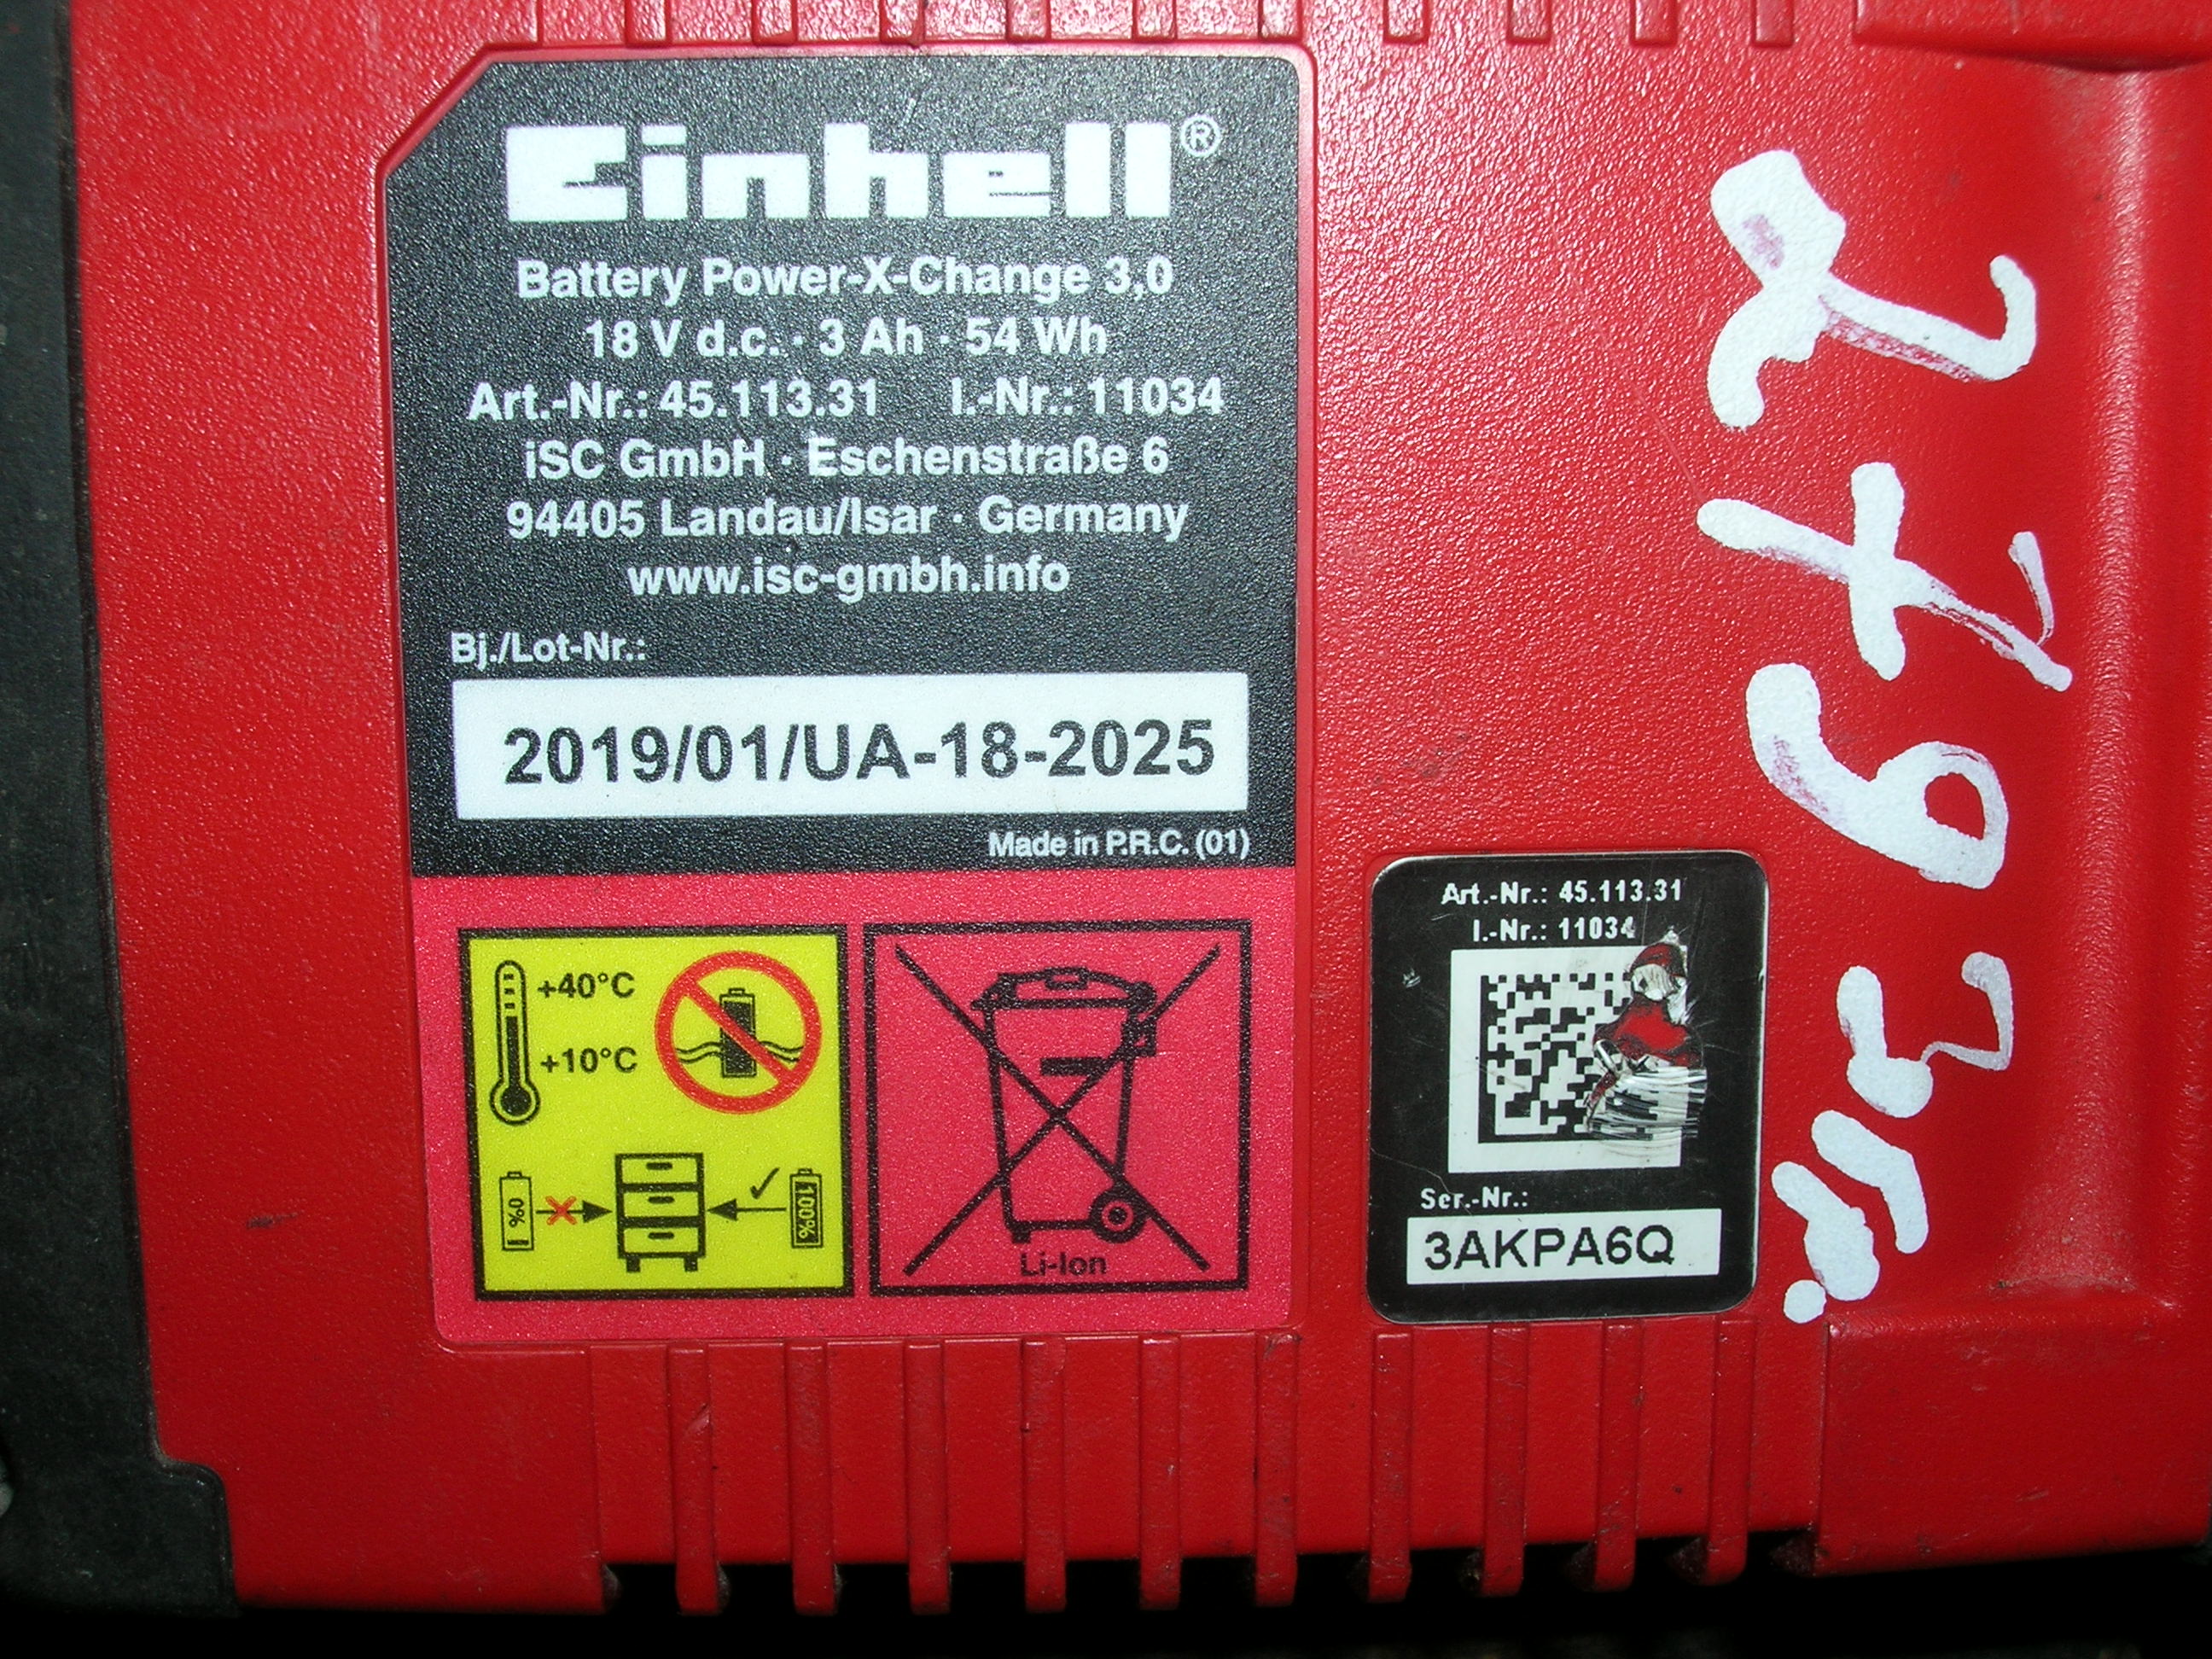 Einhell®
Battery Power-X-Change 3,0
18 V d.c. · 3 Ah · 54 Wh
Art.-Nr.: 45.113.31 I.-Nr.: 11034
iSC GmbH · Eschenstraße 6
94405 Landau/Isar · Germany
www.isc-gmbh.info
Bj./Lot-Nr.:
2019/01/UA-18-2025
Made in P.R.C. (01)
+40°C
+10°C
0%
100%
Li-Ion
Art.-Nr.: 45.113.31
I.-Nr.: 11034
Ser.-Nr.:
3AKPA6Q
279